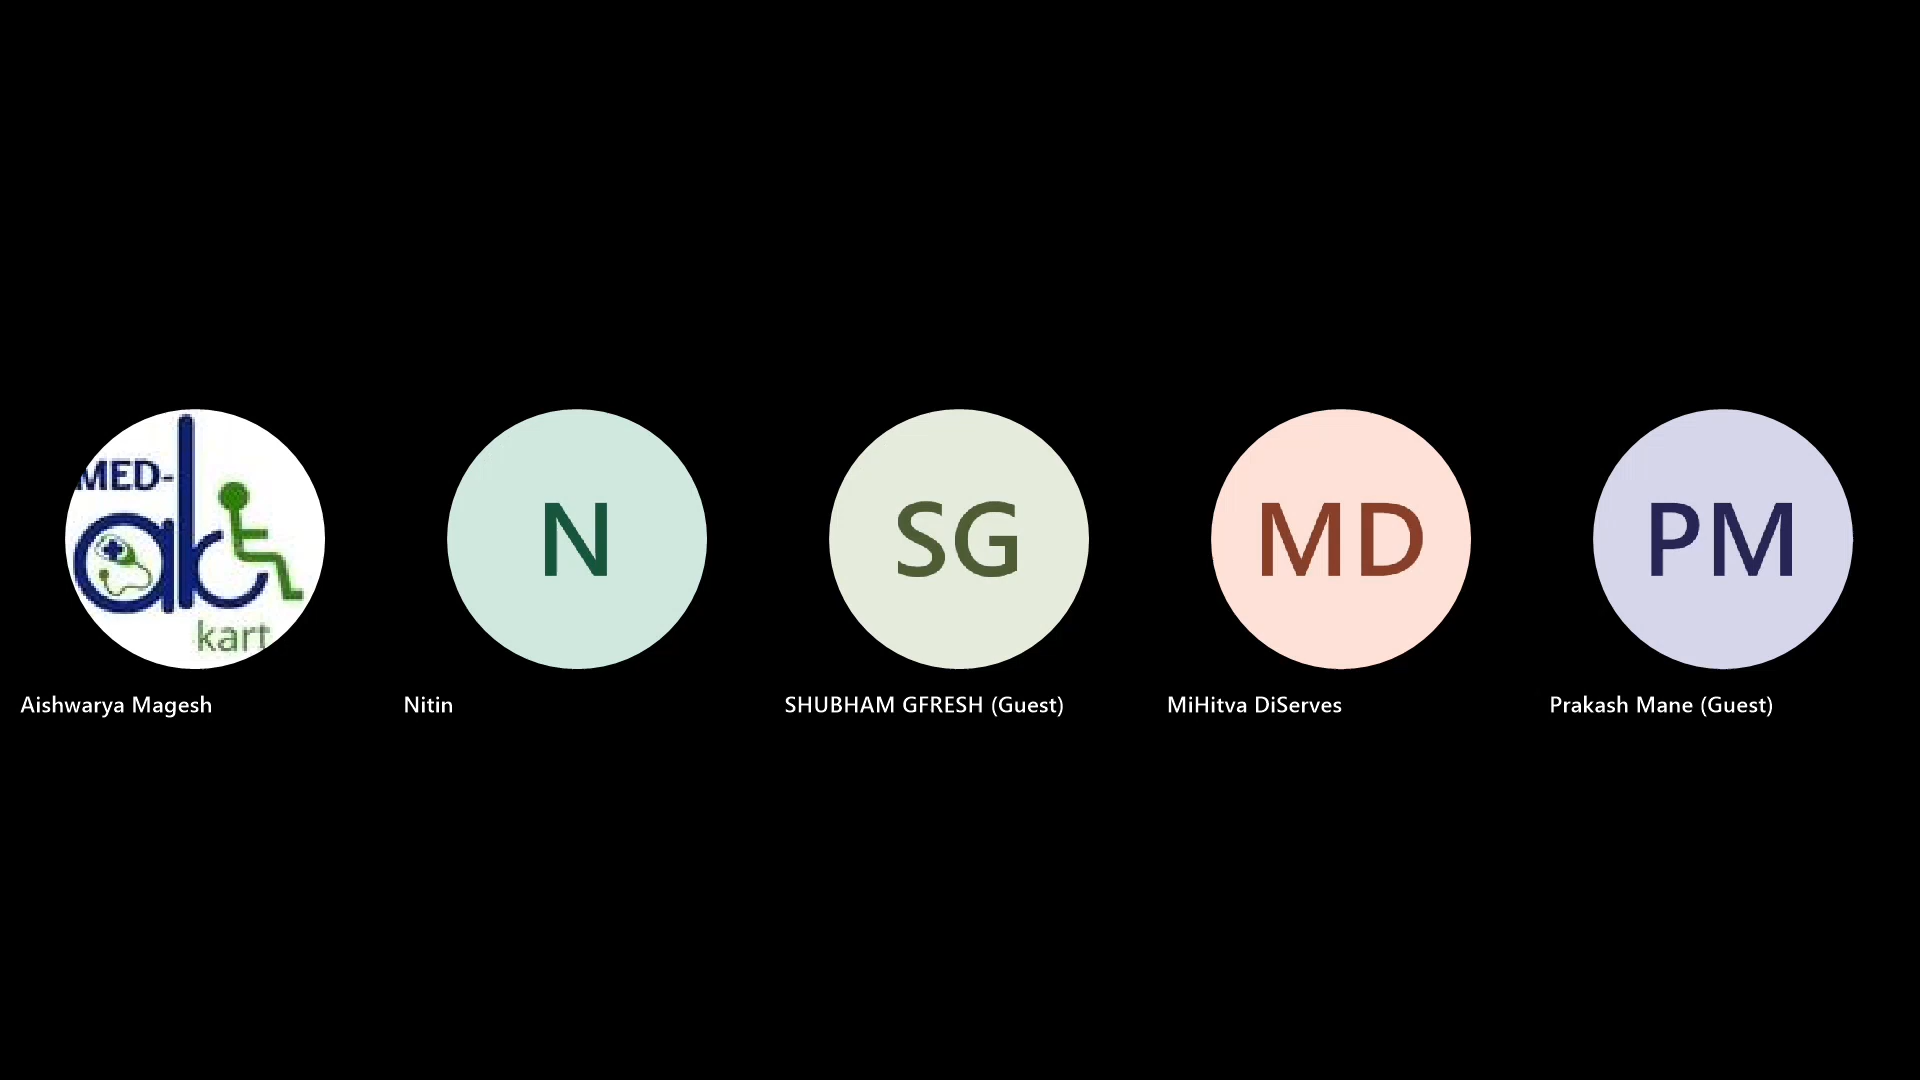 MED-
ak
kart
N
SG
MD
PM
Aishwarya Magesh
Nitin
SHUBHAM GFRESH (Guest)
MiHitva DiServes
Prakash Mane (Guest)